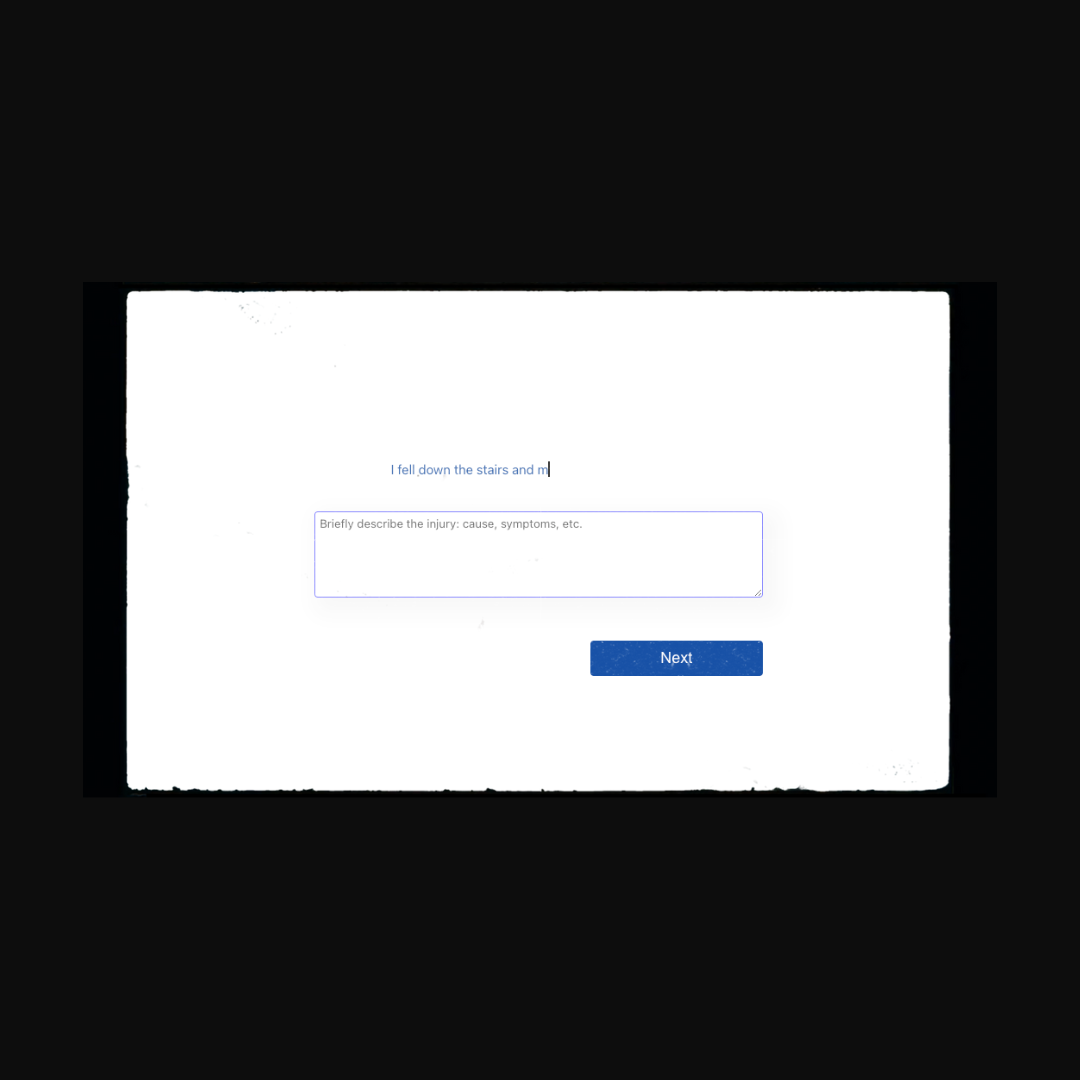 I fell down the stairs and m
Briefly describe the injury: cause, symptoms, etc.
Next